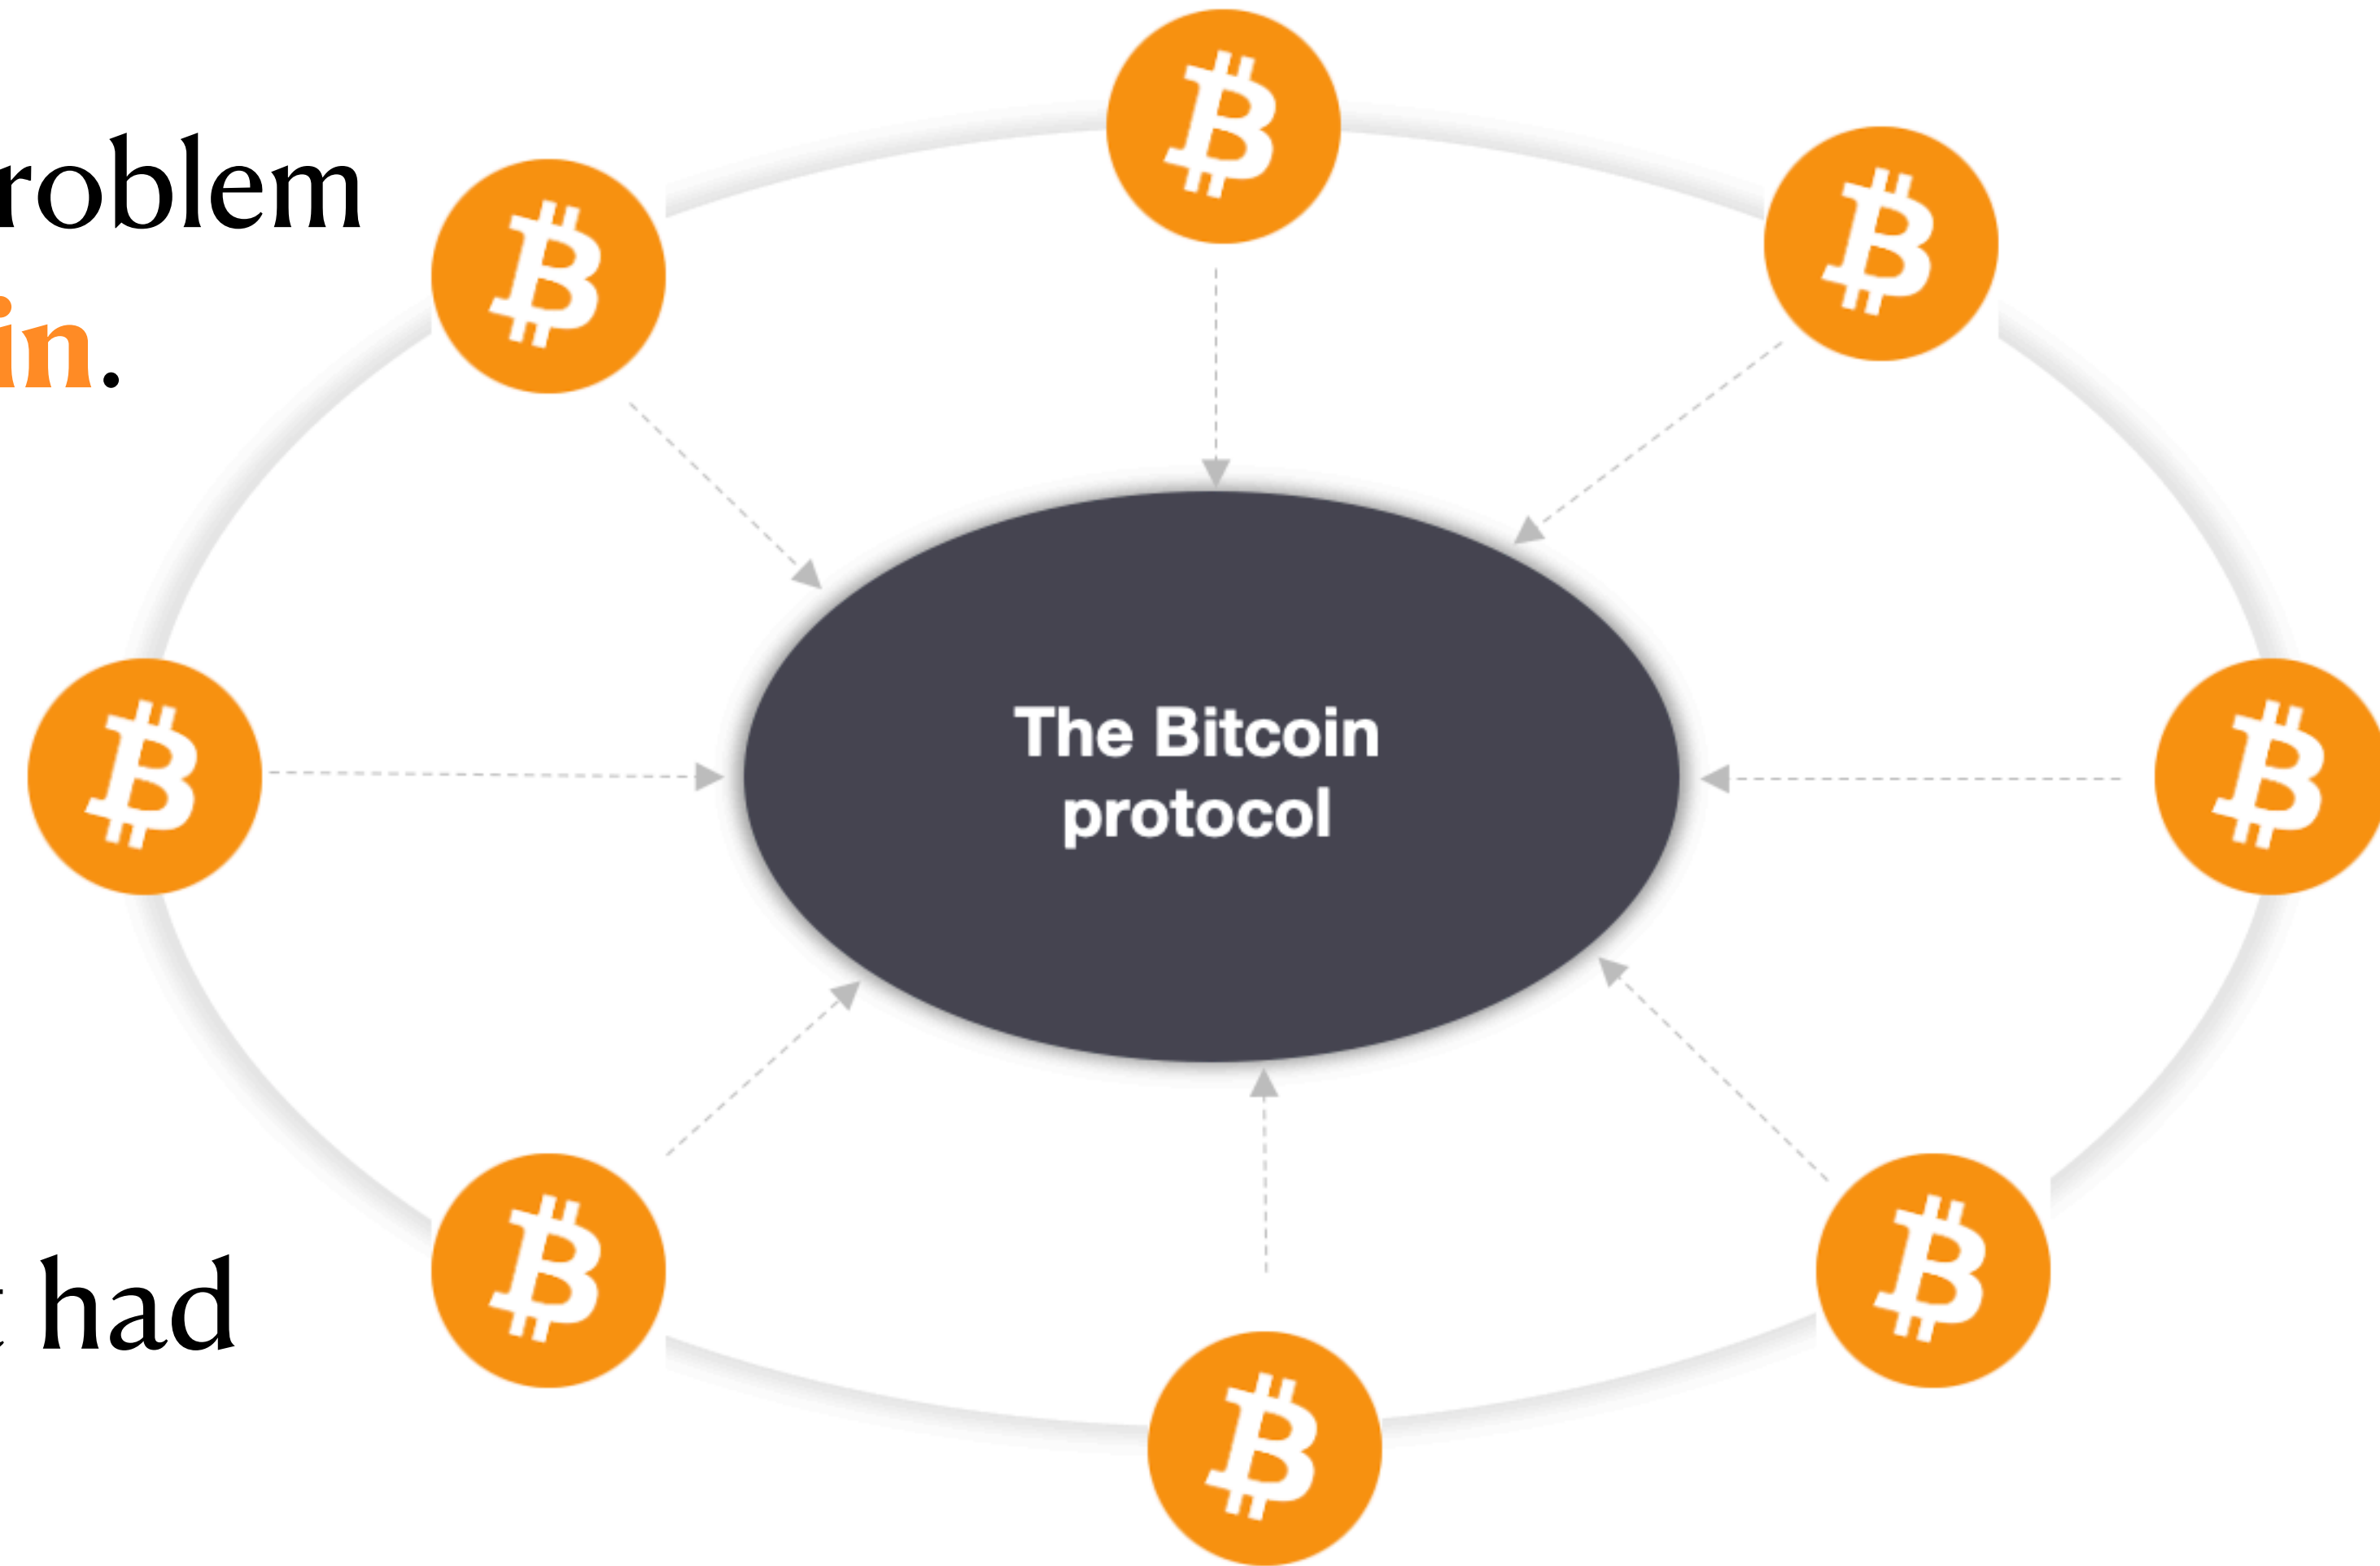 roblem
in.
The Bitcoin
protocol
had